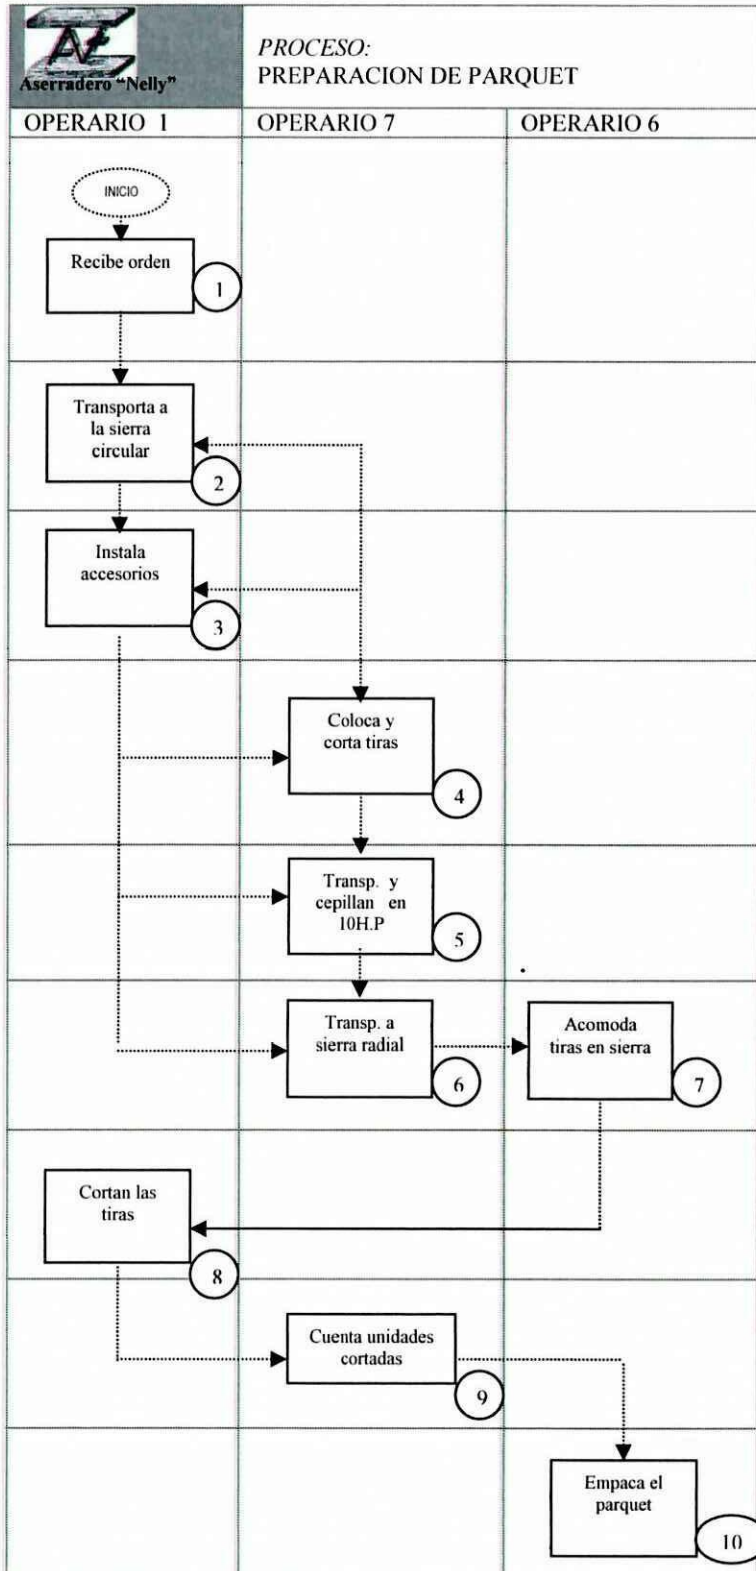 Aserradero "Nelly"
PROCESO:
PREPARACION DE PARQUET
OPERARIO 1
OPERARIO 7
OPERARIO 6
INICIO
Recibe orden
1
Transporta a
la sierra
circular
2
Instala
accesorios
3
Coloca y
corta tiras
4
Transp. y
cepillan en
10H.P
5
Transp. a
sierra radial
6
Acomoda
tiras en sierra
7
Cortan las
tiras
8
Cuenta unidades
cortadas
9
Empaca el
parquet
10